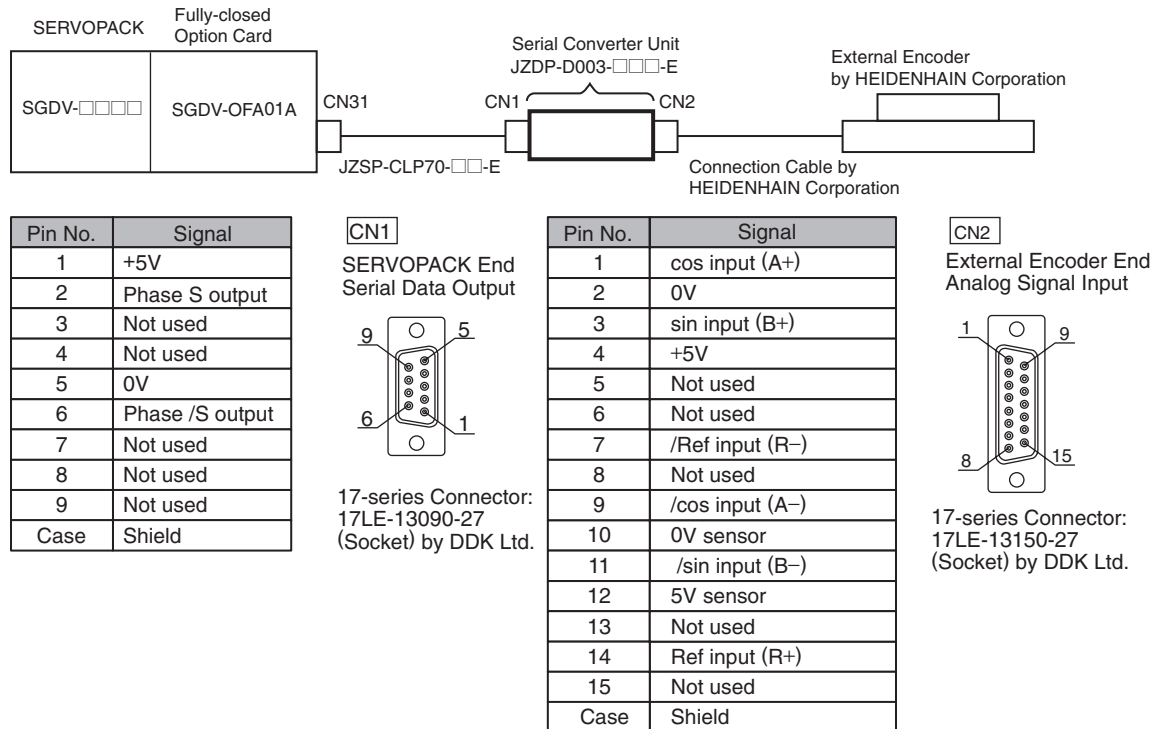 SERVOPACK
Fully-closed
Option Card
SGDV-□□□□
SGDV-OFA01A
CN31
JZSP-CLP70-□□-E
Serial Converter Unit
JZDP-D003-□□□-E
CN1
CN2
External Encoder
by HEIDENHAIN Corporation
Connection Cable by
HEIDENHAIN Corporation
Pin No. Signal
1 +5V
2 Phase S output
3 Not used
4 Not used
5 0V
6 Phase /S output
7 Not used
8 Not used
9 Not used
Case Shield
CN1
SERVOPACK End
Serial Data Output
9 5
6 1
17-series Connector:
17LE-13090-27
(Socket) by DDK Ltd.
Pin No. Signal
1 cos input (A+)
2 0V
3 sin input (B+)
4 +5V
5 Not used
6 Not used
7 /Ref input (R−)
8 Not used
9 /cos input (A−)
10 0V sensor
11 /sin input (B−)
12 5V sensor
13 Not used
14 Ref input (R+)
15 Not used
Case Shield
CN2
External Encoder End
Analog Signal Input
1 9
8 15
17-series Connector:
17LE-13150-27
(Socket) by DDK Ltd.